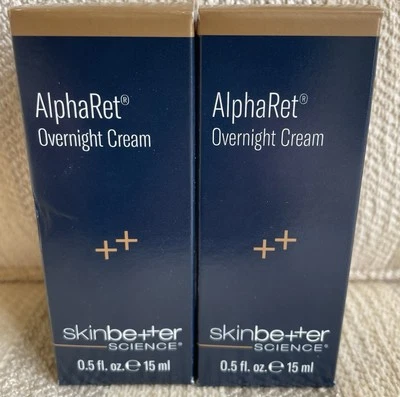 AlphaRet®
Overnight Cream
++
skinbetter
SCIENCE®
0.5 fl. oz. ℮ 15 ml
AlphaRet®
Overnight Cream
++
skinbetter
SCIENCE®
0.5 fl. oz. ℮ 15 ml